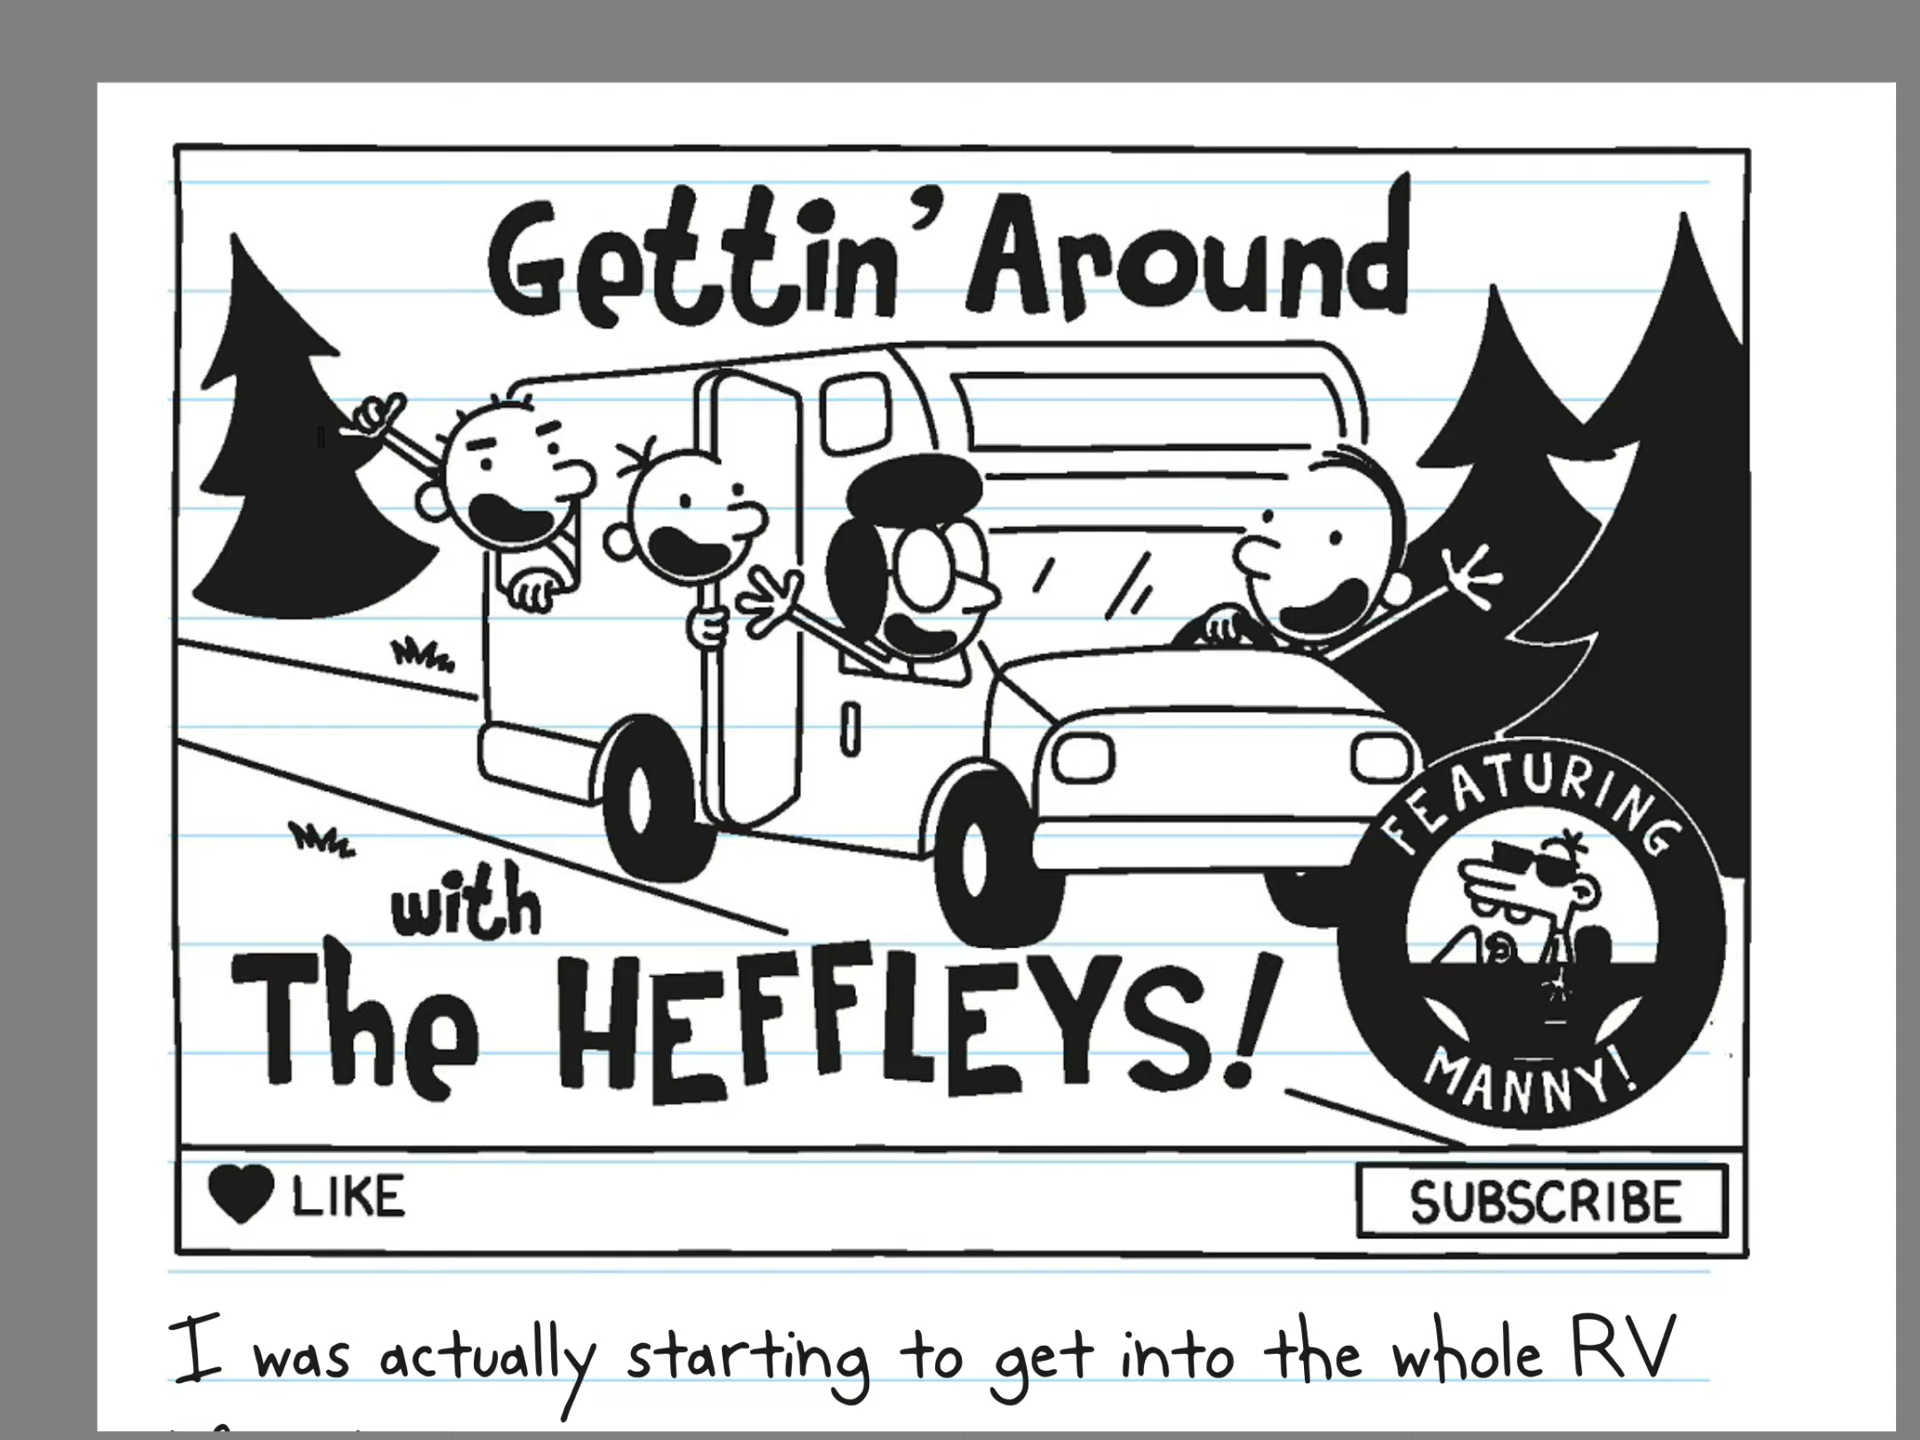 Gettin' Around
with
The HEFFLEYS!
FEATURING
MANNY!
LIKE
SUBSCRIBE
I was actually starting to get into the whole RV